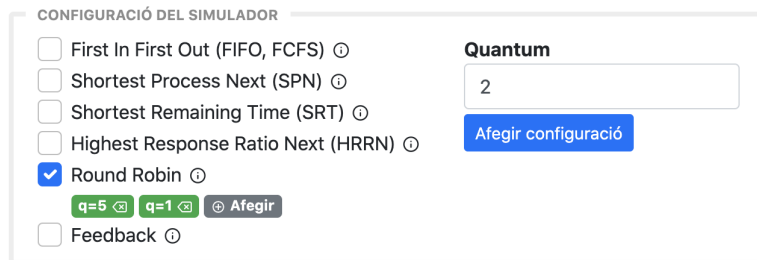 CONFIGURACIÓ DEL SIMULADOR
First In First Out (FIFO, FCFS)
Shortest Process Next (SPN)
Shortest Remaining Time (SRT)
Highest Response Ratio Next (HRRN)
Round Robin
q=5 q=1 Afegir
Feedback
Quantum
2
Afegir configuració